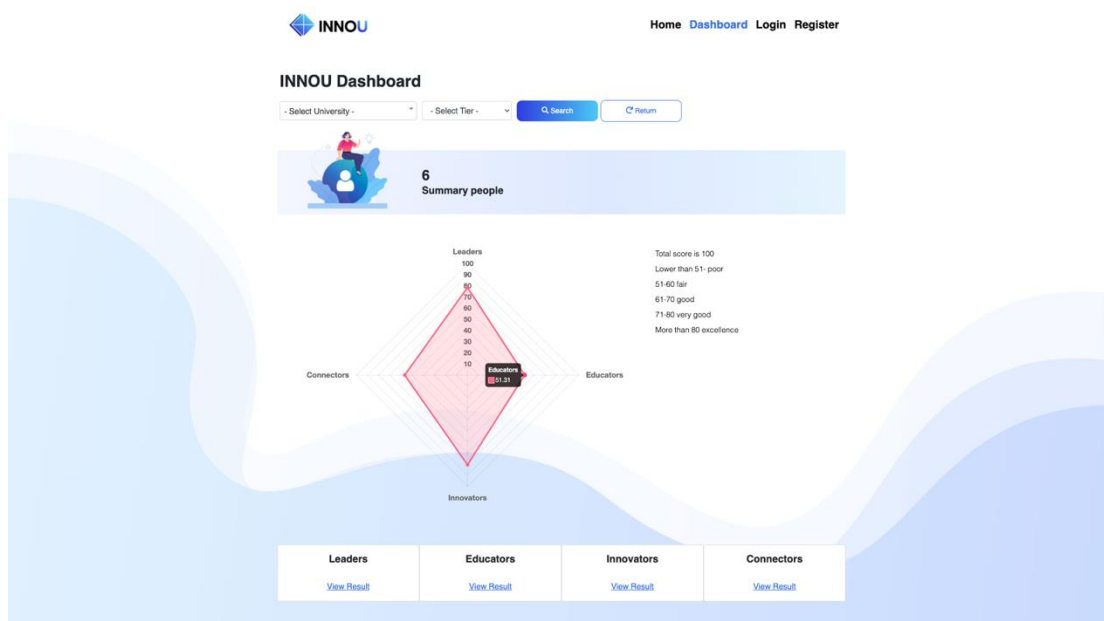 INNOU
Home Dashboard Login Register
INNOU Dashboard
- Select University -
- Select Tier -
Search
Return
6
Summary people
Leaders
100
90
80
70
60
50
40
30
20
10
Connectors
Educators
51.31
Educators
Innovators
Total score is 100
Lower than 51- poor
51-60 fair
61-70 good
71-80 very good
More than 80 excellence
Leaders
Educators
Innovators
Connectors
View Result
View Result
View Result
View Result